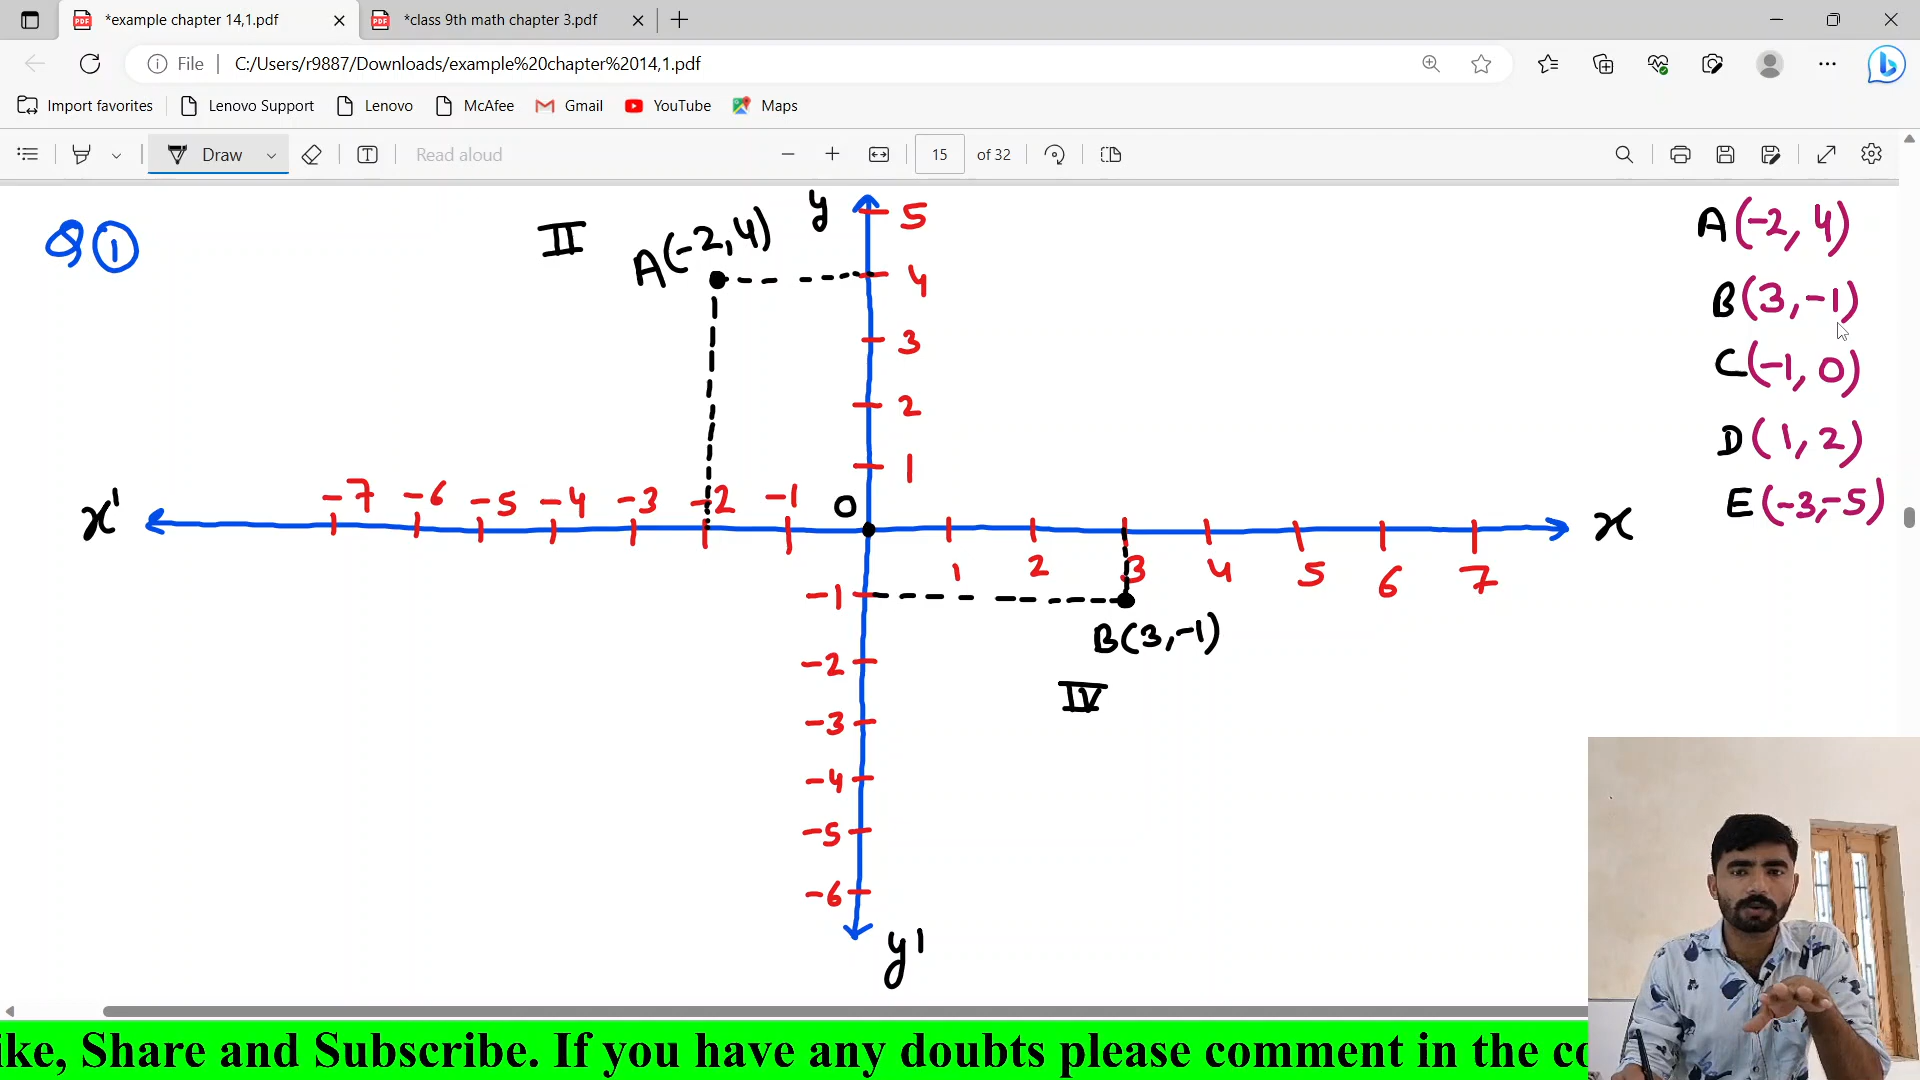 *example chapter 14,1.pdf
*class 9th math chapter 3.pdf
File
C:/Users/r9887/Downloads/example%20chapter%2014,1.pdf
Import favorites
Lenovo Support
Lenovo
McAfee
Gmail
YouTube
Maps
Draw
Read aloud
15
of 32
Q 1
II
A(-2,4)
y
5
4
3
2
1
A(-2, 4)
B(3,-1)
C(-1, 0)
D(1, 2)
E(-3,-5)
x'
-7 -6 -5 -4 -3 -2 -1
0
1 2 3 4 5 6 7
x
-1
-2
-3
-4
-5
-6
B(3,-1)
IV
y'
ke, Share and Subscribe. If you have any doubts please comment in the